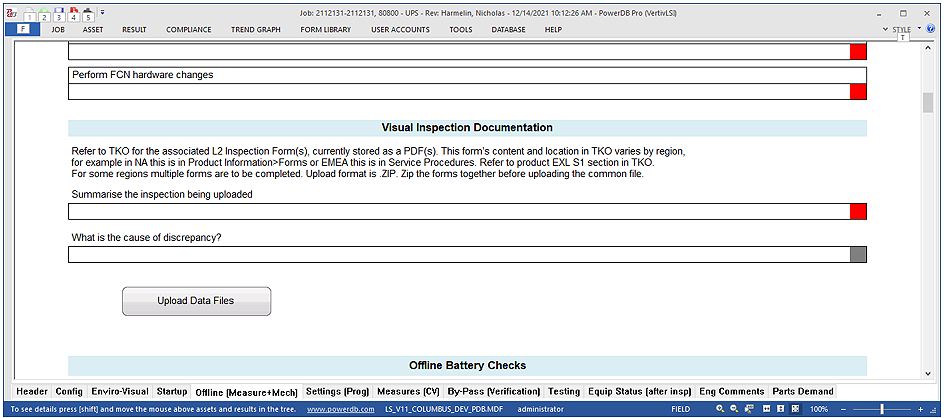 Job: 2112131-2112131, 80800 - UPS - Rev: Harmelin, Nicholas - 12/14/2021 10:12:26 AM - PowerDB Pro (VertivLSI)
1 2 3 4
F JOB ASSET RESULT COMPLIANCE TREND GRAPH FORM LIBRARY USER ACCOUNTS TOOLS DATABASE HELP STYLE
T
Perform FCN hardware changes
Visual Inspection Documentation
Refer to TKO for the associated L2 Inspection Form(s), currently stored as a PDF(s). This form's content and location in TKO varies by region,
for example in NA this is in Product Information>Forms or EMEA this is in Service Procedures. Refer to product EXL S1 section in TKO.
For some regions multiple forms are to be completed. Upload format is .ZIP. Zip the forms together before uploading the common file.
Summarise the inspection being uploaded
What is the cause of discrepancy?
Upload Data Files
Offline Battery Checks
Header Config Enviro-Visual Startup Offline (Measure+Mech) Settings (Prog) Measures (CV) By-Pass (Verification) Testing Equip Status (after insp) Eng Comments Parts Demand
To see details press [shift] and move the mouse above assets and results in the tree. www.powerdb.com LS_V11_COLUMBUS_DEV_PDB.MDF administrator FIELD 100%